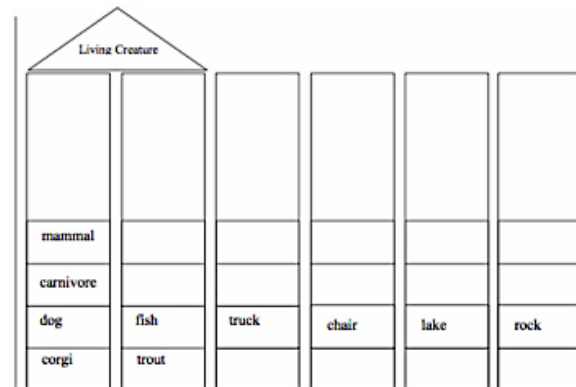 Living Creature
mammal
carnivore
dog fish truck chair lake rock
corgi trout